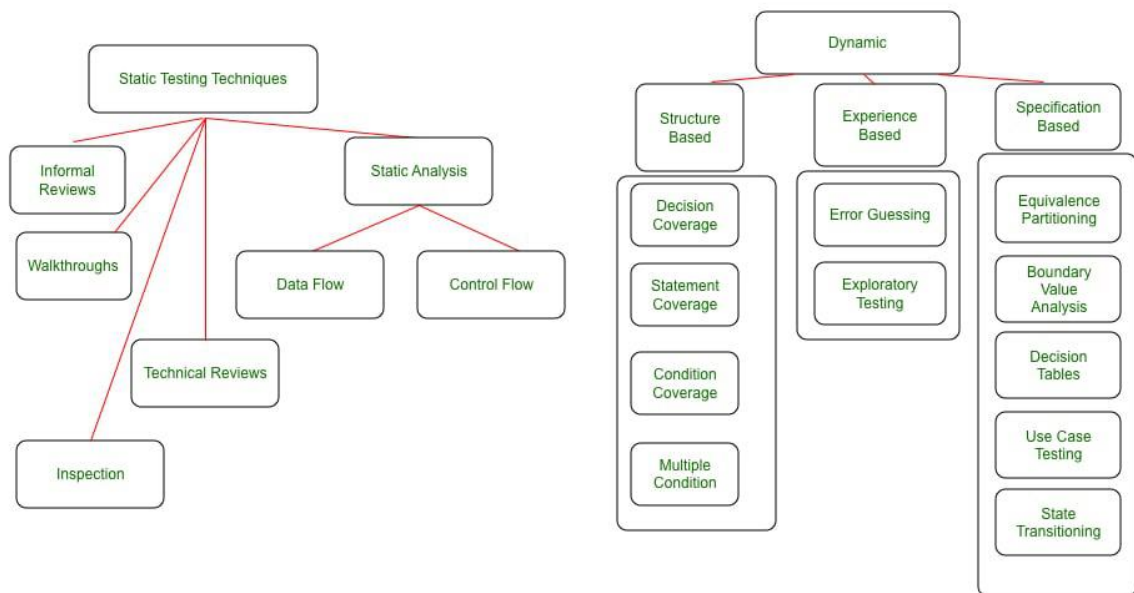 Static Testing Techniques
Informal
Reviews
Walkthroughs
Inspection
Technical Reviews
Static Analysis
Data Flow
Control Flow
Dynamic
Structure
Based
Decision
Coverage
Statement
Coverage
Condition
Coverage
Multiple
Condition
Experience
Based
Error Guessing
Exploratory
Testing
Specification
Based
Equivalence
Partitioning
Boundary
Value
Analysis
Decision
Tables
Use Case
Testing
State
Transitioning